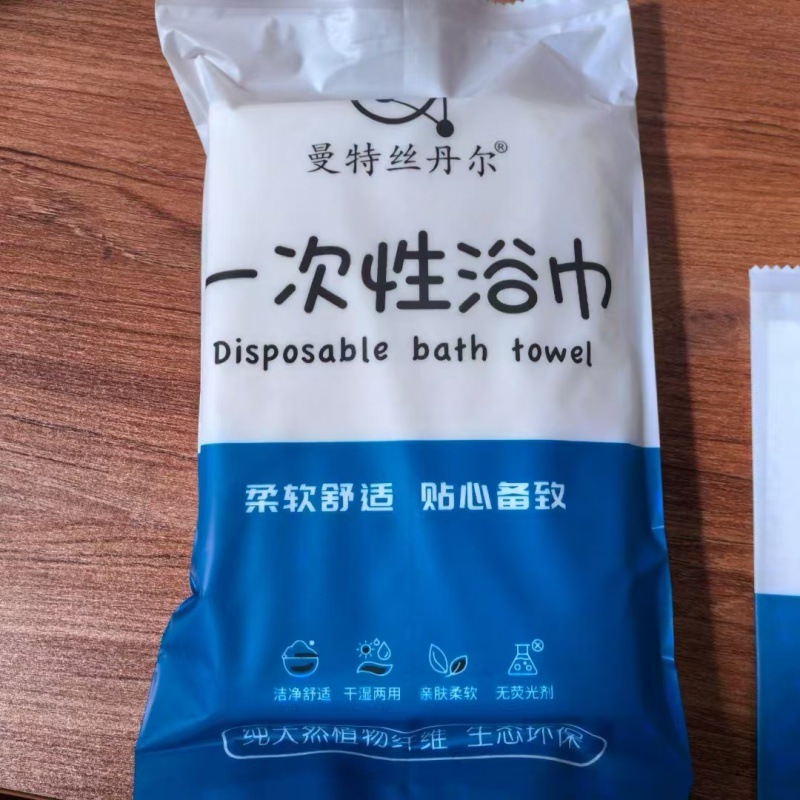 曼特丝丹尔®
一次性浴巾
Disposable bath towel
柔软舒适 贴心备致
洁净舒适 干湿两用 亲肤柔软 无荧光剂
纯天然植物纤维 生态环保